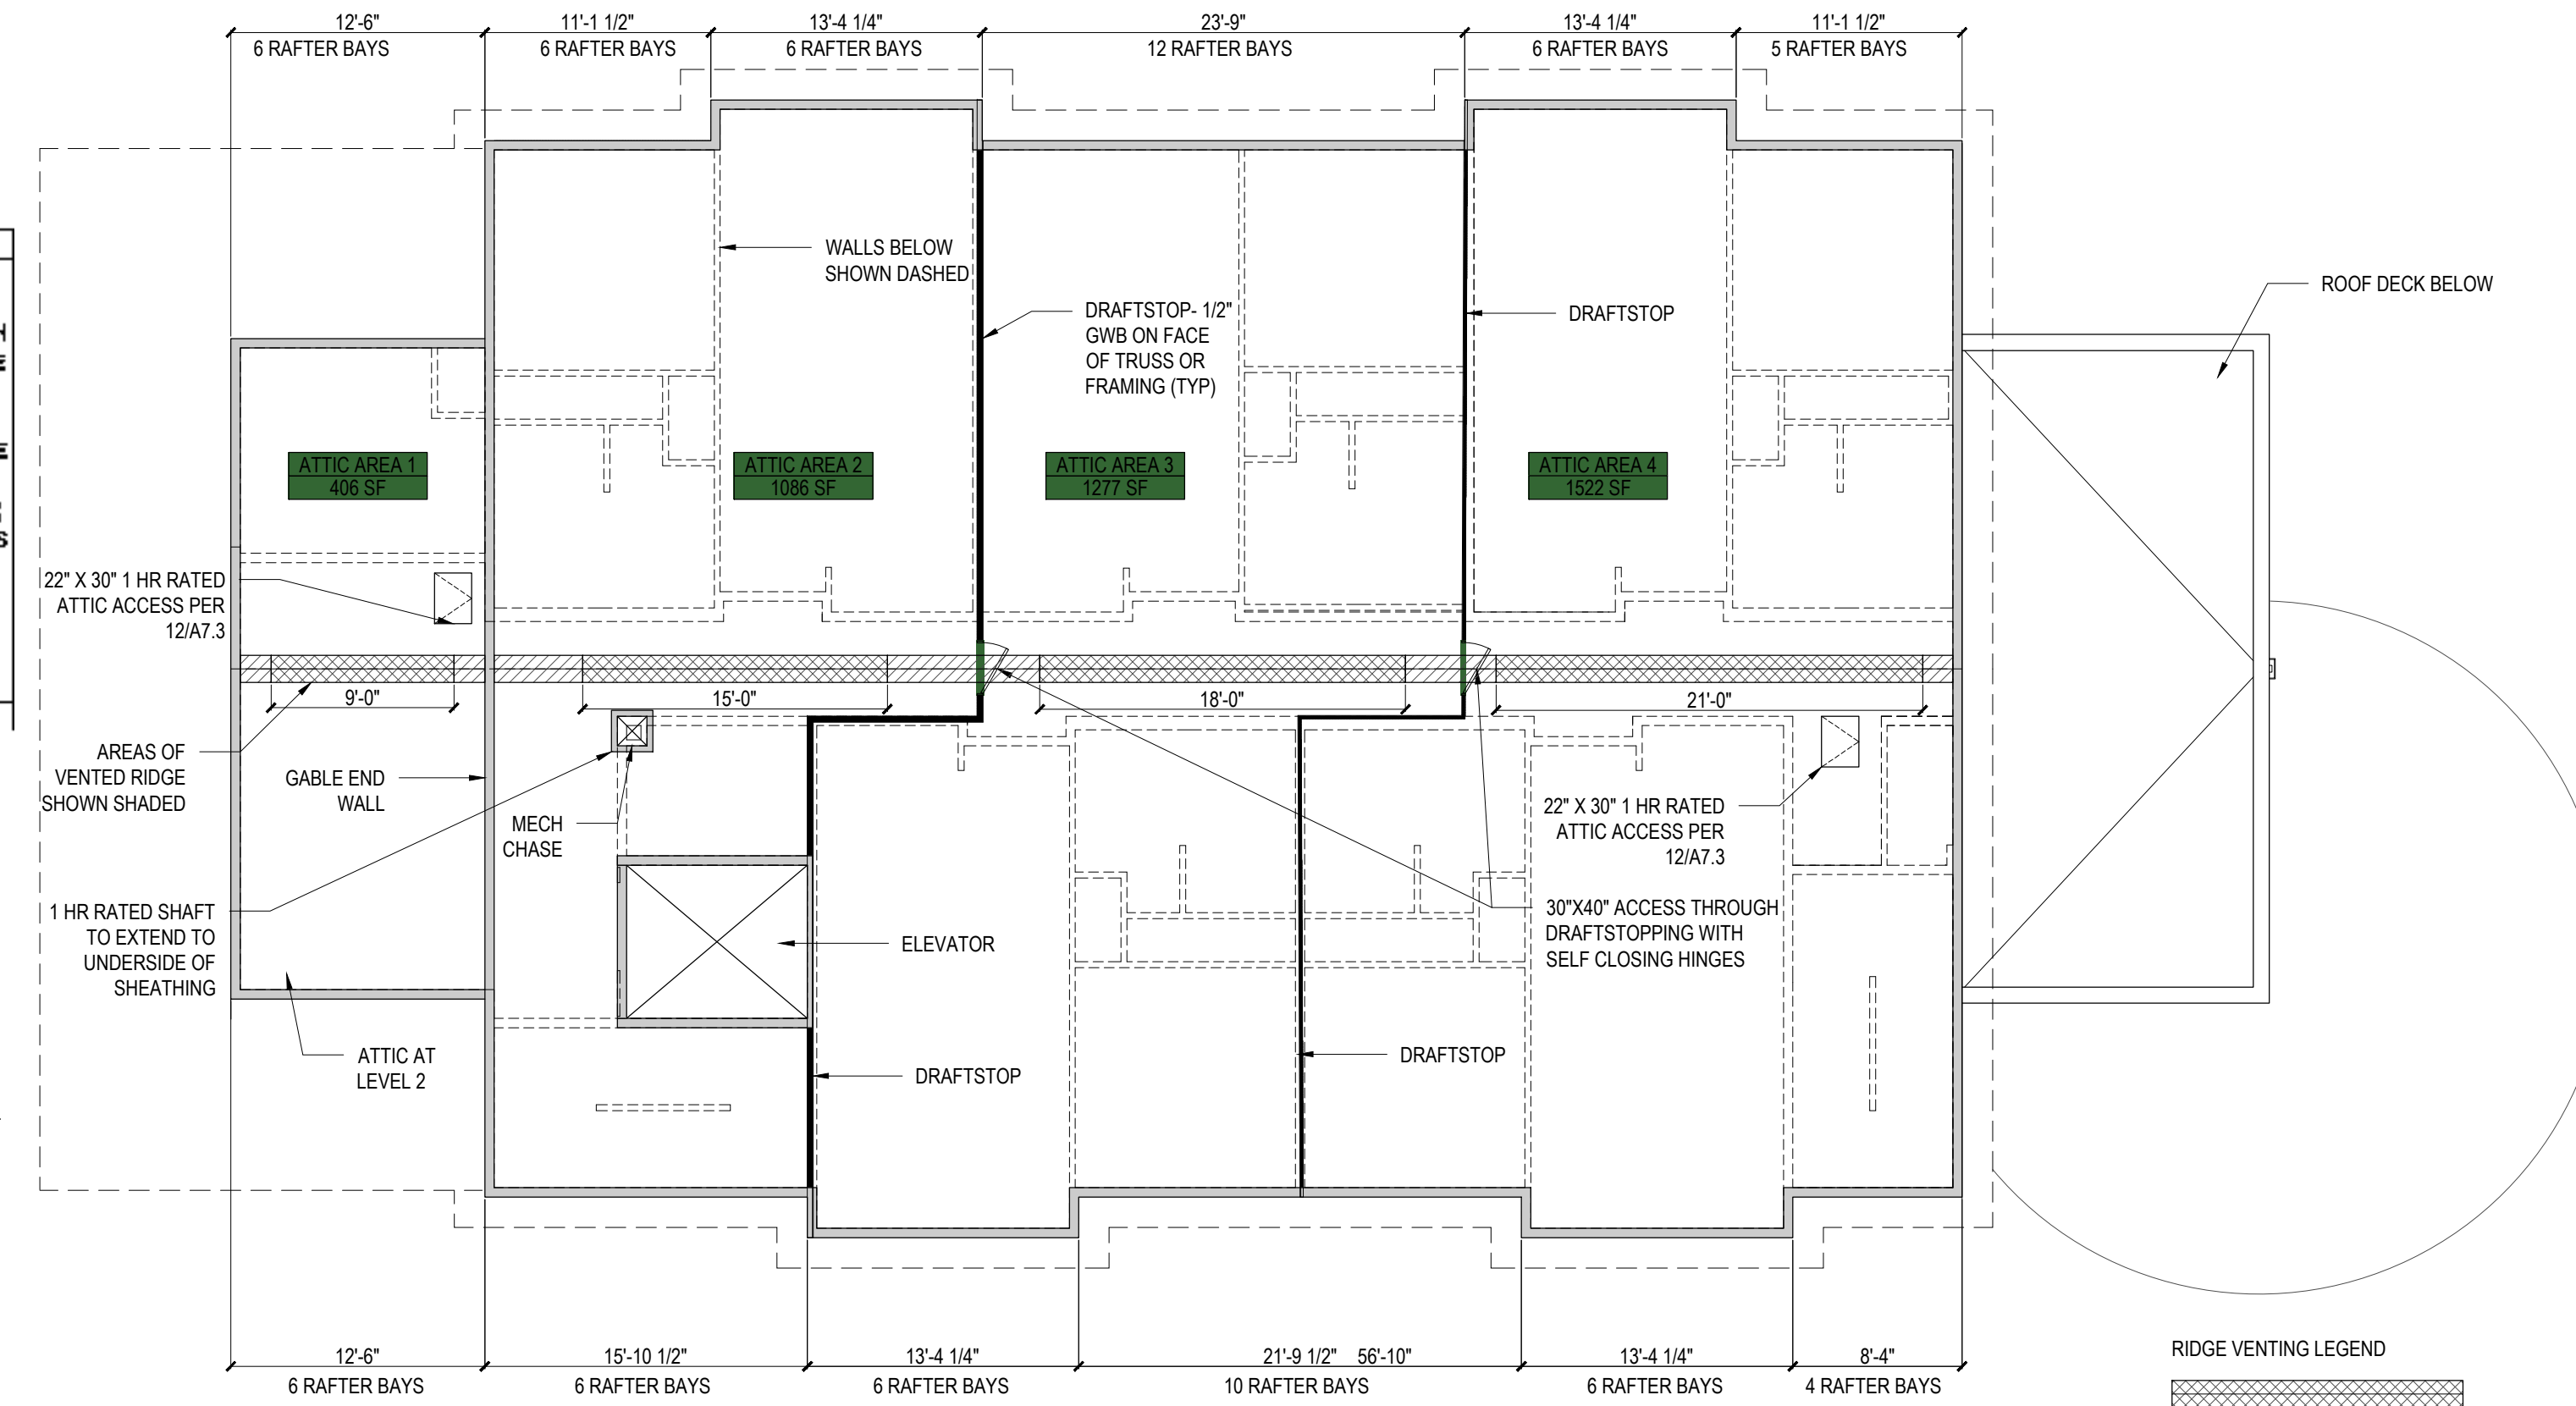 12'-6"
11'-1 1/2"
13'-4 1/4"
23'-9"
13'-4 1/4"
11'-1 1/2"
6 RAFTER BAYS
6 RAFTER BAYS
6 RAFTER BAYS
12 RAFTER BAYS
6 RAFTER BAYS
5 RAFTER BAYS
WALLS BELOW
SHOWN DASHED
DRAFTSTOP- 1/2"
GWB ON FACE
OF TRUSS OR
FRAMING (TYP)
DRAFTSTOP
ROOF DECK BELOW
ATTIC AREA 1
406 SF
ATTIC AREA 2
1086 SF
ATTIC AREA 3
1277 SF
ATTIC AREA 4
1522 SF
22" X 30" 1 HR RATED
ATTIC ACCESS PER
12/A7.3
9'-0"
15'-0"
18'-0"
21'-0"
AREAS OF
VENTED RIDGE
SHOWN SHADED
GABLE END
WALL
MECH
CHASE
22" X 30" 1 HR RATED
ATTIC ACCESS PER
12/A7.3
1 HR RATED SHAFT
TO EXTEND TO
UNDERSIDE OF
SHEATHING
ELEVATOR
30"X40" ACCESS THROUGH
DRAFTSTOPPING WITH
SELF CLOSING HINGES
ATTIC AT
LEVEL 2
DRAFTSTOP
DRAFTSTOP
12'-6"
15'-10 1/2"
13'-4 1/4"
21'-9 1/2"
56'-10"
13'-4 1/4"
8'-4"
6 RAFTER BAYS
6 RAFTER BAYS
6 RAFTER BAYS
10 RAFTER BAYS
6 RAFTER BAYS
4 RAFTER BAYS
RIDGE VENTING LEGEND